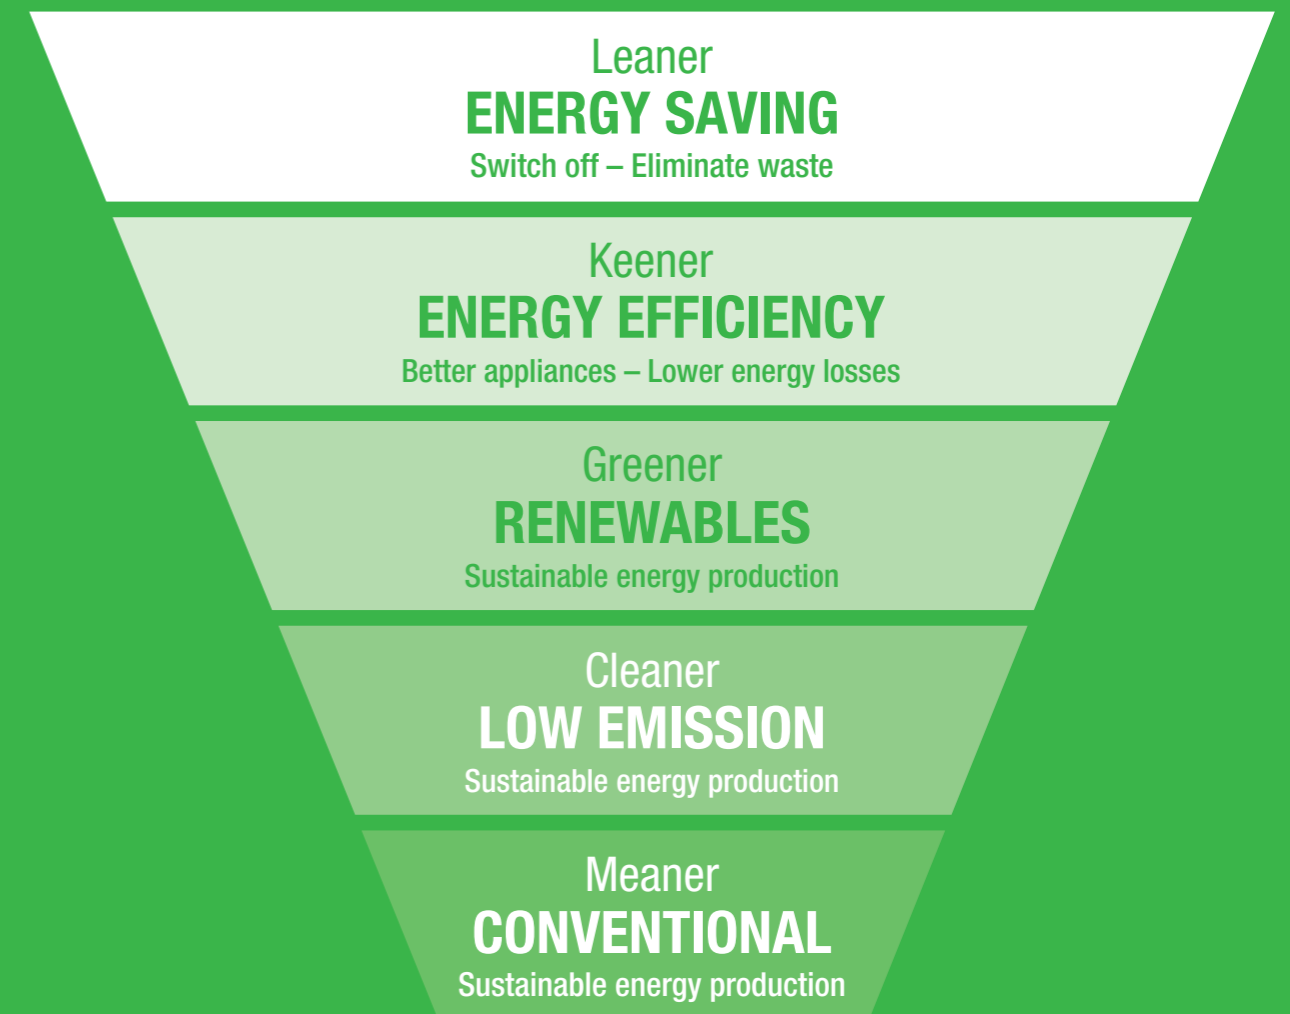 Leaner
ENERGY SAVING
Switch off – Eliminate waste
Keener
ENERGY EFFICIENCY
Better appliances – Lower energy losses
Greener
RENEWABLES
Sustainable energy production
Cleaner
LOW EMISSION
Sustainable energy production
Meaner
CONVENTIONAL
Sustainable energy production